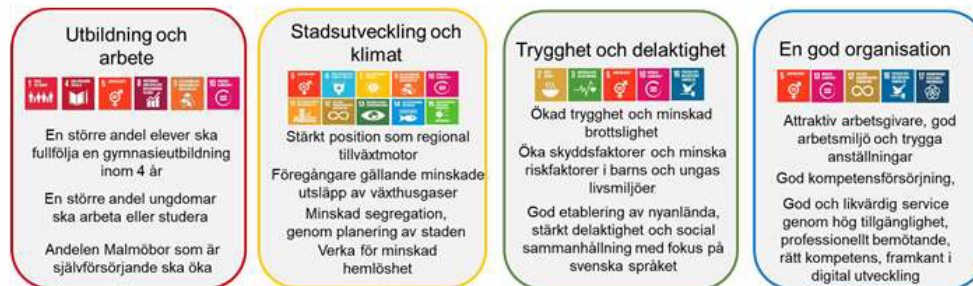 Utbildning och
arbete
En större andel elever ska
fullfölja en gymnasieutbildning
inom 4 år
En större andel ungdomar
ska arbeta eller studera
Andelen Malmöbor som är
självförsörjande ska öka
Stadsutveckling och
klimat
Stärkt position som regional
tillväxtmotor
Föregångare gällande minskade
utsläpp av växthusgaser
Minskad segregation,
genom planering av staden
Verka för minskad
hemlöshet
Trygghet och delaktighet
Ökad trygghet och minskad
brottslighet
Öka skyddsfaktorer och minska
riskfaktorer i barns och ungas
livsmiljöer
God etablering av nyanlända,
stärkt delaktighet och social
sammanhållning med fokus på
svenska språket
En god organisation
Attraktiv arbetsgivare, god
arbetsmiljö och trygga
anställningar
God kompetensförsörjning,
God och likvärdig service
genom hög tillgänglighet,
professionellt bemötande,
rätt kompetens, framkant i
digital utveckling